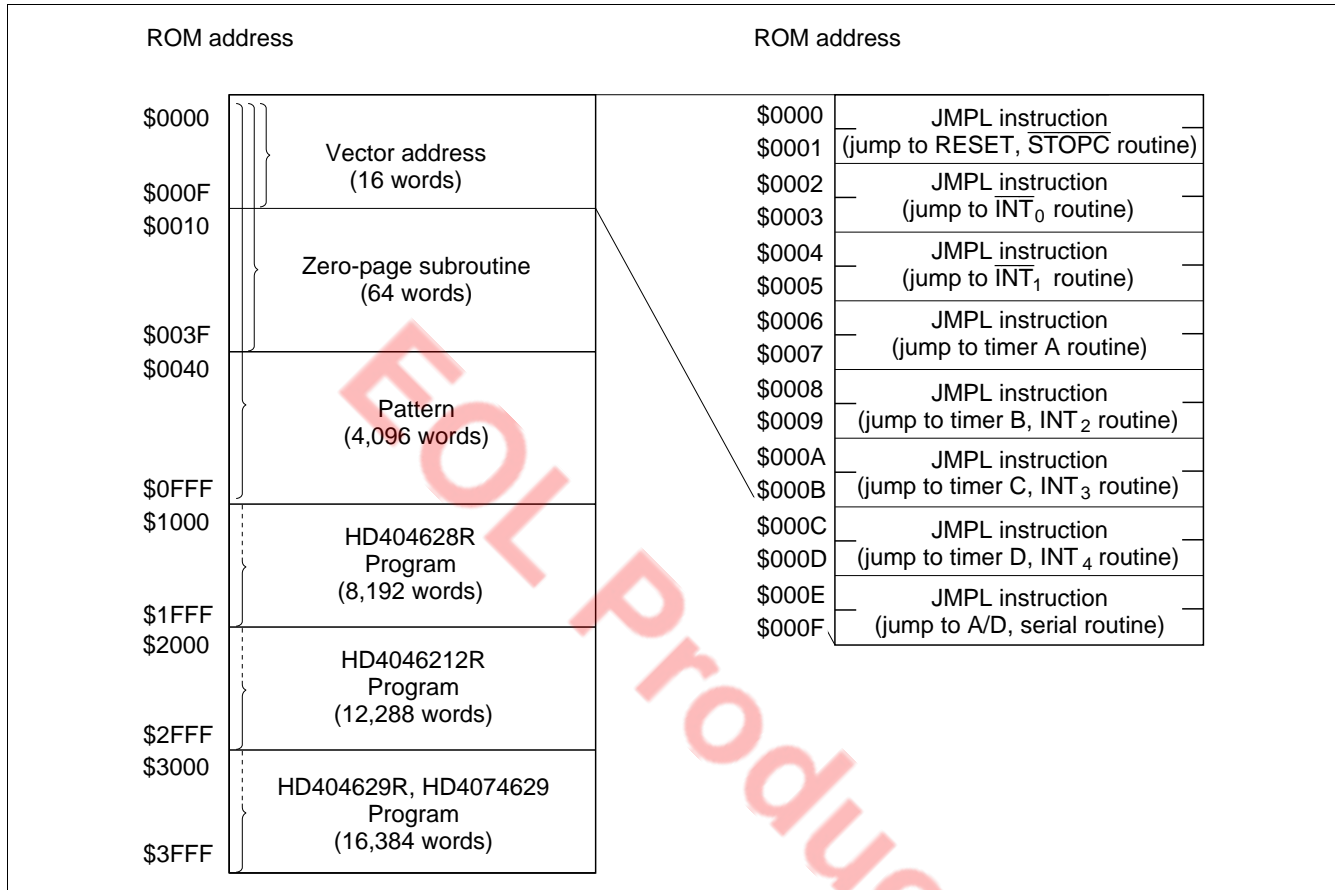 ROM address
$0000
Vector address
(16 words)
$000F
$0010
Zero-page subroutine
(64 words)
$003F
$0040
Pattern
(4,096 words)
$0FFF
$1000
HD404628R
Program
(8,192 words)
$1FFF
$2000
HD4046212R
Program
(12,288 words)
$2FFF
$3000
HD404629R, HD4074629
Program
(16,384 words)
$3FFF
ROM address
$0000 JMPL instruction
$0001 (jump to RESET, STOPC routine)
$0002 JMPL instruction
$0003 (jump to INT0 routine)
$0004 JMPL instruction
$0005 (jump to INT1 routine)
$0006 JMPL instruction
$0007 (jump to timer A routine)
$0008 JMPL instruction
$0009 (jump to timer B, INT2 routine)
$000A JMPL instruction
$000B (jump to timer C, INT3 routine)
$000C JMPL instruction
$000D (jump to timer D, INT4 routine)
$000E JMPL instruction
$000F (jump to A/D, serial routine)
EOL Produc